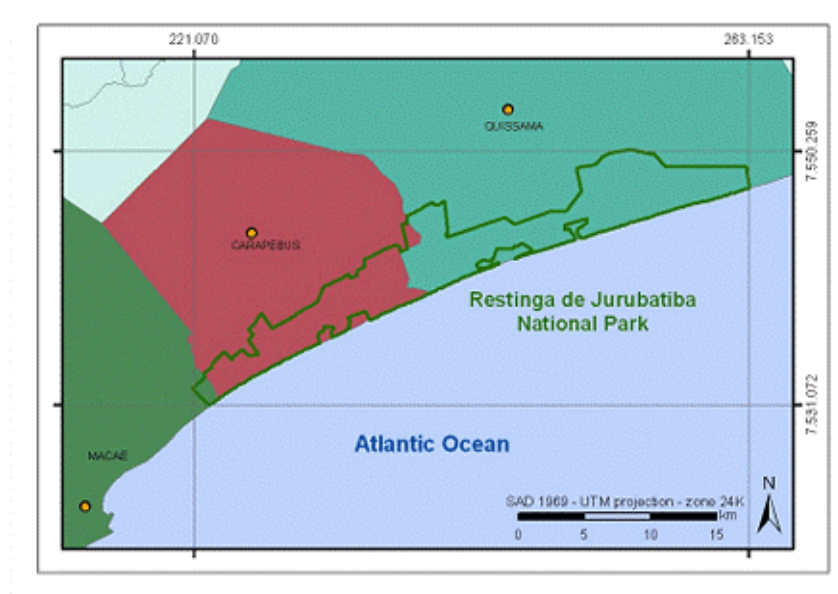 221.070
263.153
QUISSAMA
7.550.259
CARAPEBUS
Restinga de Jurubatiba
National Park
7.531.072
Atlantic Ocean
MACAE
N
SAD 1969 - UTM projection - zone 24K
km
0 5 10 15